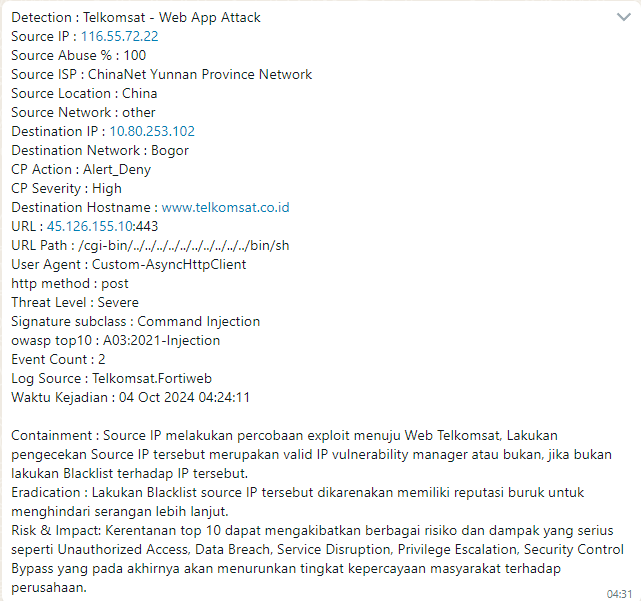 Detection : Telkomsat - Web App Attack
Source IP : 116.55.72.22
Source Abuse % : 100
Source ISP : ChinaNet Yunnan Province Network
Source Location : China
Source Network : other
Destination IP : 10.80.253.102
Destination Network : Bogor
CP Action : Alert_Deny
CP Severity : High
Destination Hostname : www.telkomsat.co.id
URL : 45.126.155.10:443
URL Path : /cgi-bin/../../../../../../../../../../bin/sh
User Agent : Custom-AsyncHttpClient
http method : post
Threat Level : Severe
Signature subclass : Command Injection
owasp top10 : A03:2021-Injection
Event Count : 2
Log Source : Telkomsat.Fortiweb
Waktu Kejadian : 04 Oct 2024 04:24:11

Containment : Source IP melakukan percobaan exploit menuju Web Telkomsat, Lakukan
pengecekan Source IP tersebut merupakan valid IP vulnerability manager atau bukan, jika bukan
lakukan Blacklist terhadap IP tersebut.
Eradication : Lakukan Blacklist source IP tersebut dikarenakan memiliki reputasi buruk untuk
menghindari serangan lebih lanjut.
Risk & Impact: Kerentanan top 10 dapat mengakibatkan berbagai risiko dan dampak yang serius
seperti Unauthorized Access, Data Breach, Service Disruption, Privilege Escalation, Security Control
Bypass yang pada akhirnya akan menurunkan tingkat kepercayaan masyarakat terhadap
perusahaan.
04:31